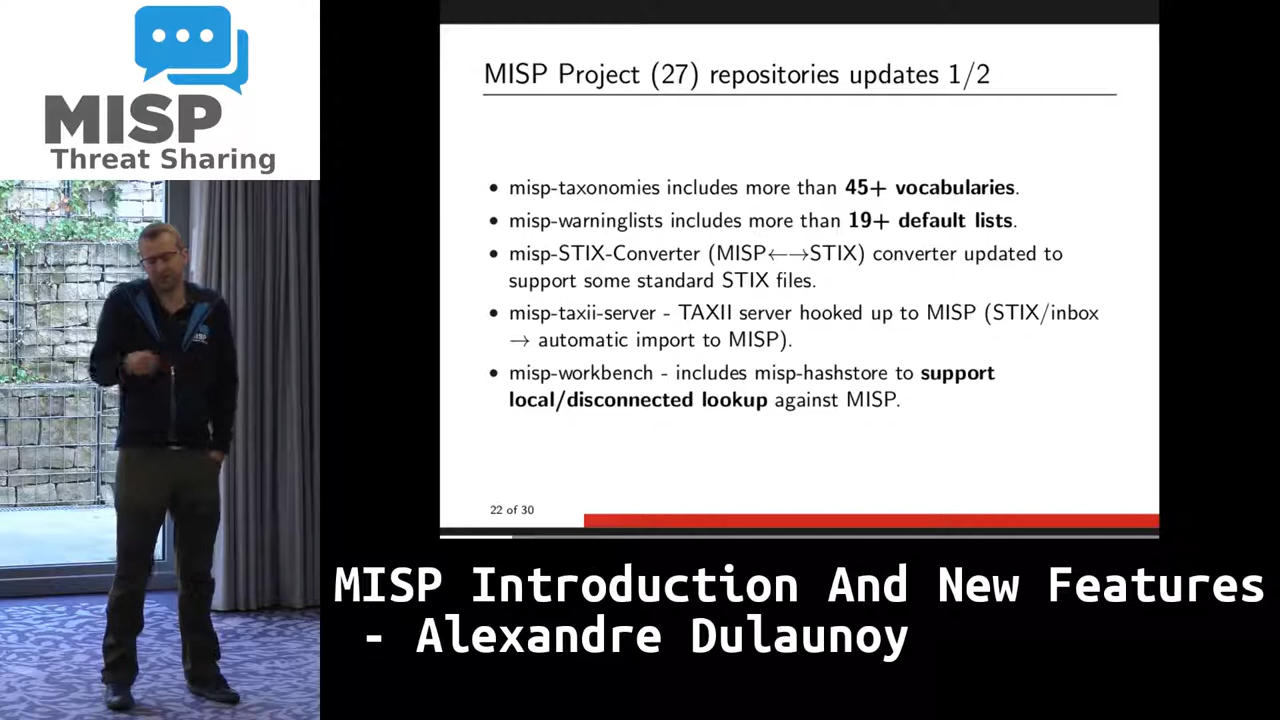 MISP
Threat Sharing
MISP Project (27) repositories updates 1/2
• misp-taxonomies includes more than 45+ vocabularies.
• misp-warninglists includes more than 19+ default lists.
• misp-STIX-Converter (MISP←→STIX) converter updated to
support some standard STIX files.
• misp-taxii-server - TAXII server hooked up to MISP (STIX/inbox
→ automatic import to MISP).
• misp-workbench - includes misp-hashstore to support
local/disconnected lookup against MISP.
22 of 30
MISP
MISP Introduction And New Features
- Alexandre Dulaunoy